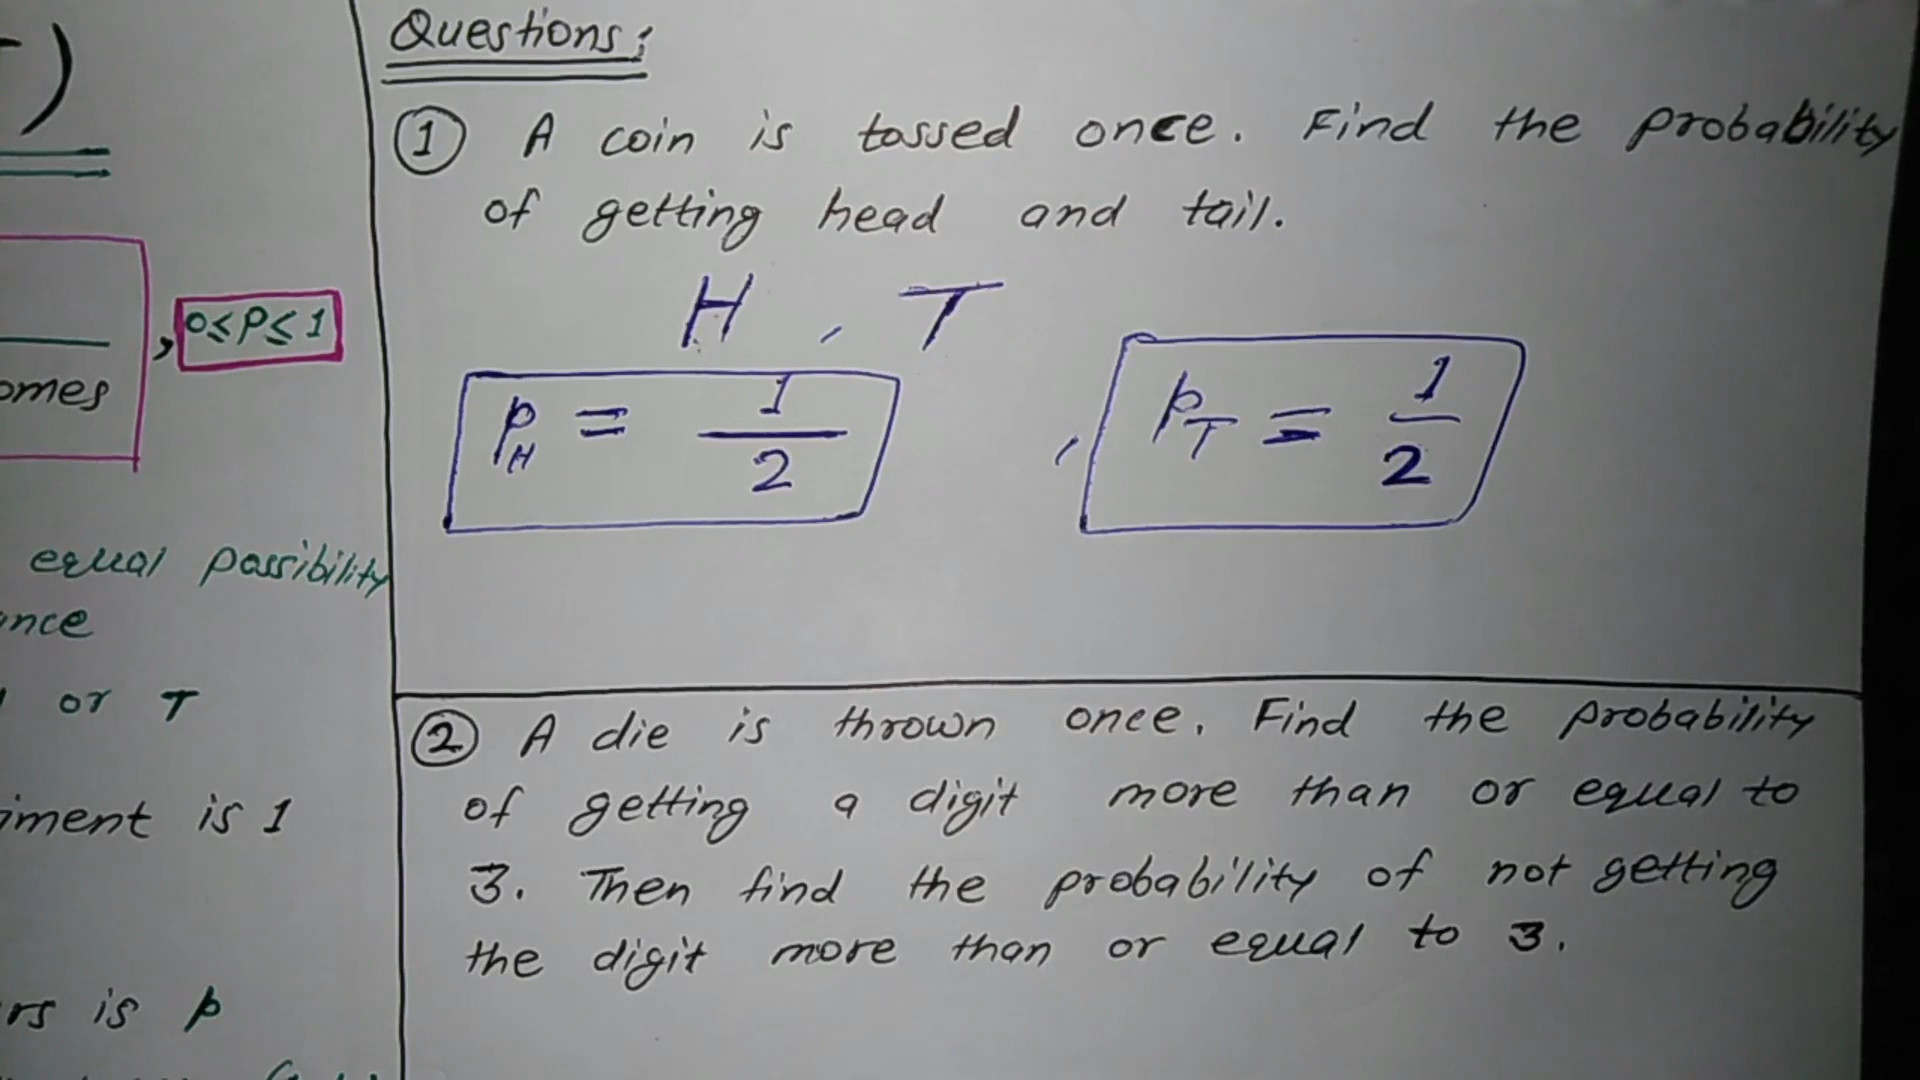 )
0≤P≤1
omes
equal possibility
or T
iment is 1
rs is p
Questions:
① A coin is tossed once. Find the probability
of getting head and tail.
H , T
P_H = 1/2 , P_T = 1/2
② A die is thrown once. Find the probability
of getting a digit more than or equal to
3. Then find the probability of not getting
the digit more than or equal to 3.